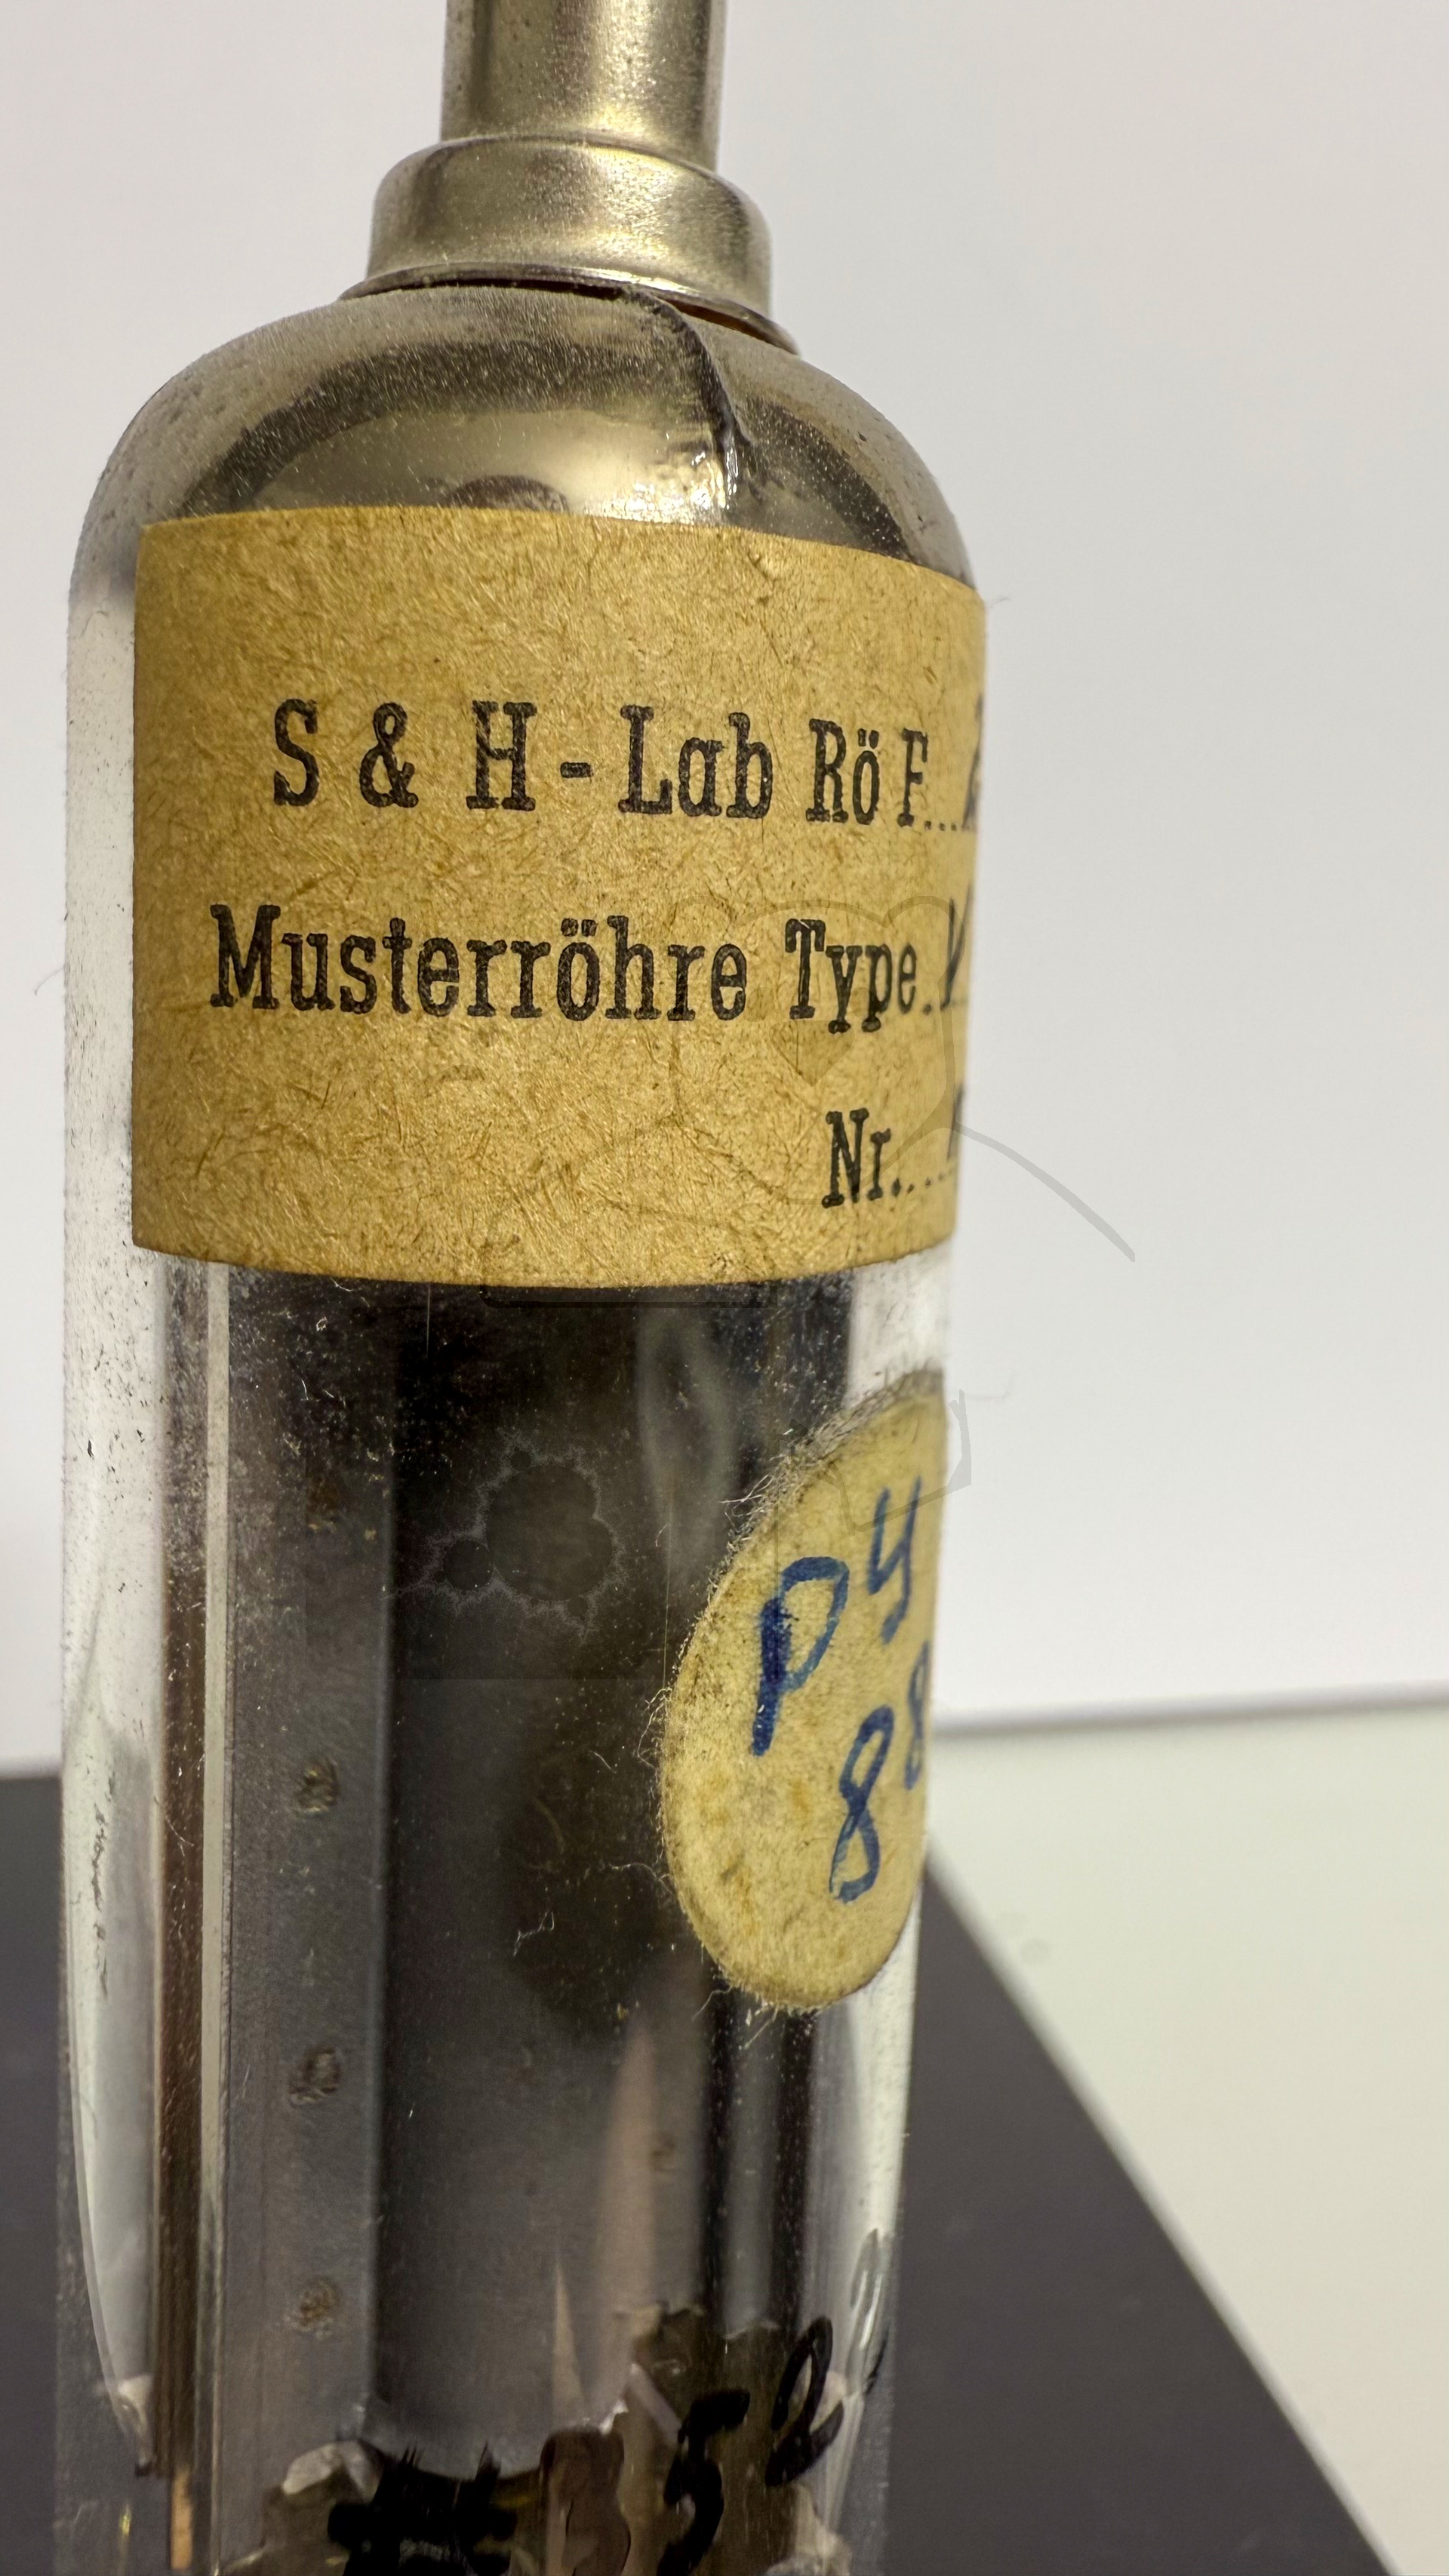 S & H - Lab Rö F...
Musterröhre Type.
Nr....
PY
88